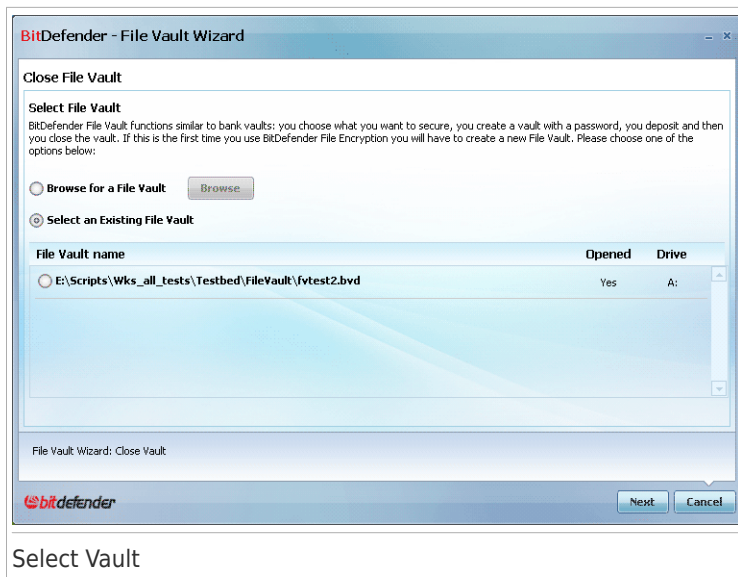 BitDefender - File Vault Wizard
Close File Vault
Select File Vault
BitDefender File Vault functions similar to bank vaults: you choose what you want to secure, you create a vault with a password, you deposit and then
you close the vault. If this is the first time you use BitDefender File Encryption you will have to create a new File Vault. Please choose one of the
options below:
Browse for a File Vault Browse
Select an Existing File Vault
File Vault name Opened Drive
E:\Scripts\Wks_all_tests\Testbed\FileVault\fvtest2.bvd Yes A:
File Vault Wizard: Close Vault
bitdefender Next Cancel
Select Vault